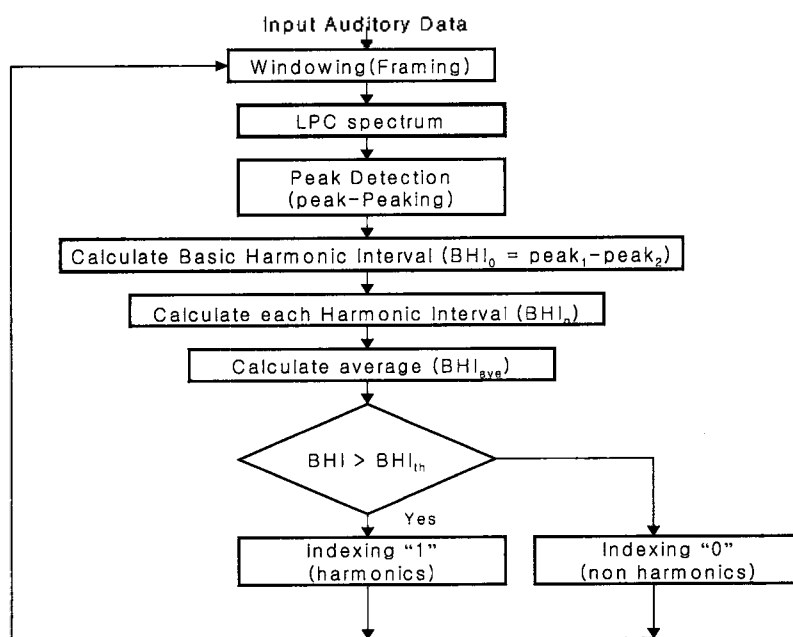 Input Auditory Data
Windowing(Framing)
LPC spectrum
Peak Detection
(peak-Peaking)
Calculate Basic Harmonic Interval (BHI₀ = peak₁-peak₂)
Calculate each Harmonic Interval (BHIₙ)
Calculate average (BHIave)
BHI > BHIth
Yes
Indexing "1"
(harmonics)
Indexing "0"
(non harmonics)